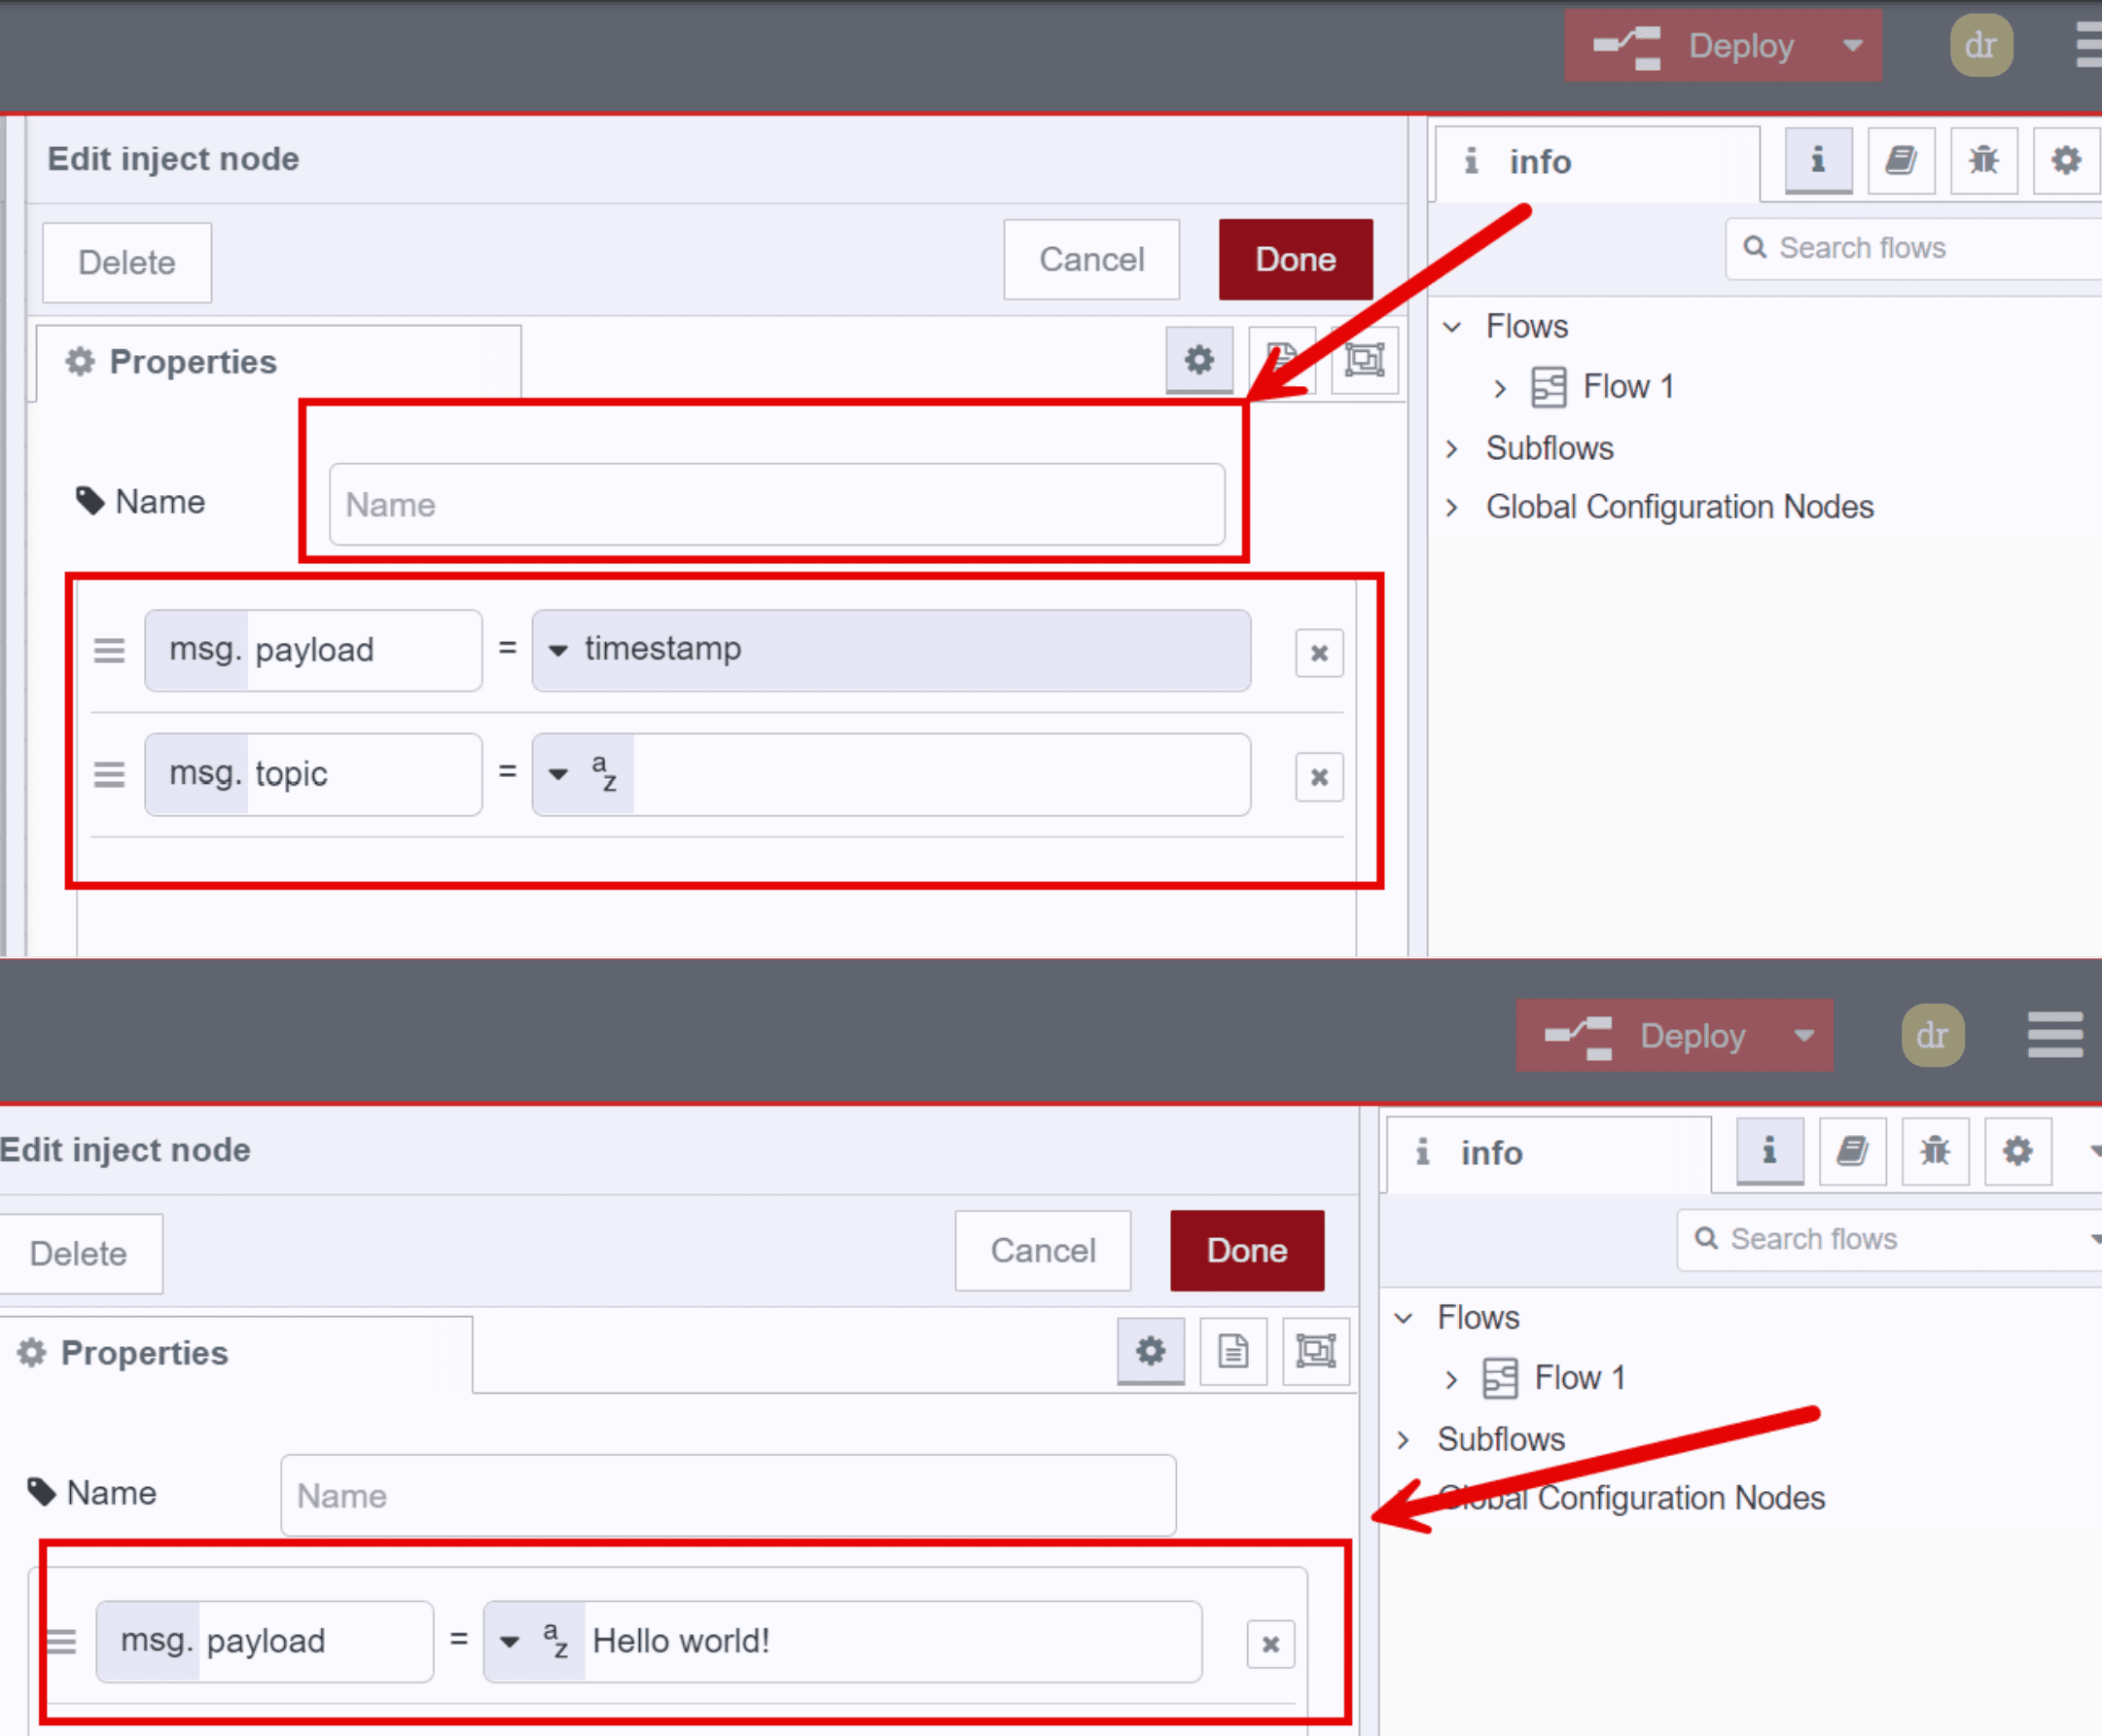 Deploy dr
Edit inject node
info
Delete Cancel Done
Search flows
Properties
Flows
Flow 1
Subflows
Global Configuration Nodes
Name Name
msg. payload = timestamp
msg. topic = az
Deploy dr
Edit inject node
info
Delete Cancel Done
Search flows
Properties
Flows
Flow 1
Subflows
Global Configuration Nodes
Name Name
msg. payload = az Hello world!